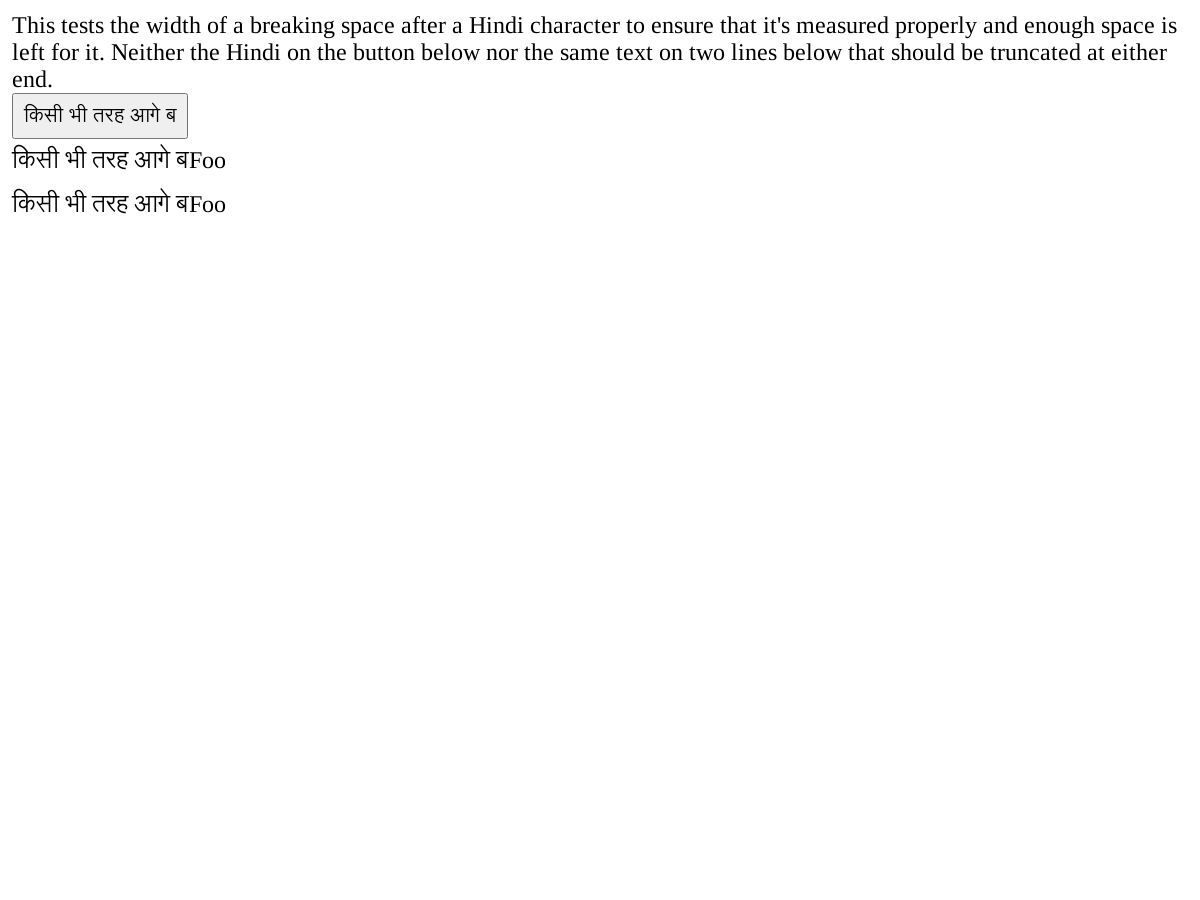 This tests the width of a breaking space after a Hindi character to ensure that it's measured properly and enough space is
left for it. Neither the Hindi on the button below nor the same text on two lines below that should be truncated at either
end.
किसी भी तरह आगे ब
किसी भी तरह आगे बFoo
किसी भी तरह आगे बFoo